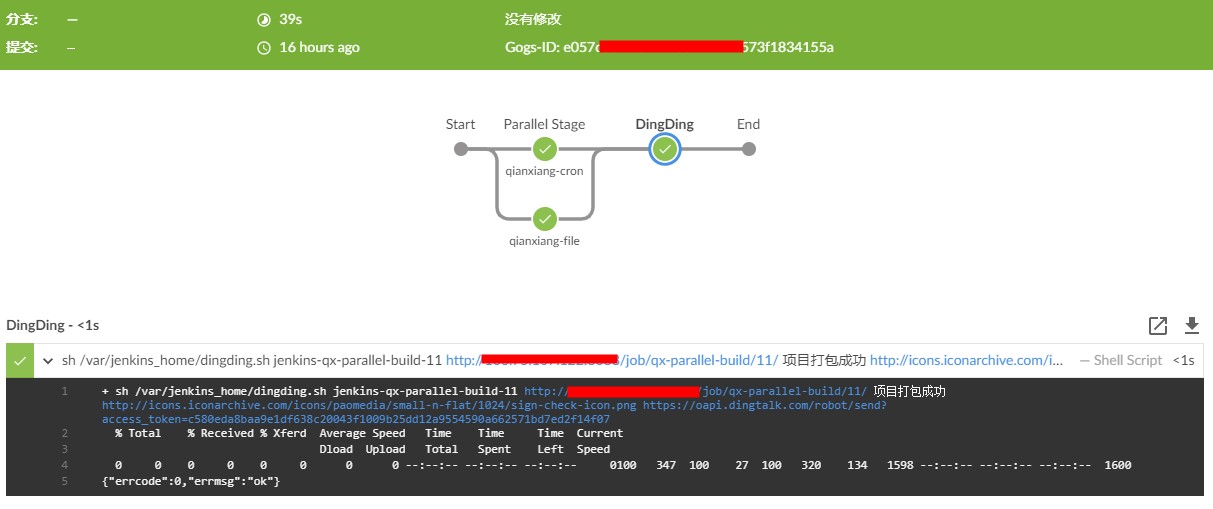 分支: — 39s 没有修改
提交: – 16 hours ago Gogs-ID: e057 573f1834155a
Start Parallel Stage DingDing End
qianxiang-cron
qianxiang-file
DingDing - <1s
sh /var/jenkins_home/dingding.sh jenkins-qx-parallel-build-11 http:// /job/qx-parallel-build/11/ 项目打包成功 http://icons.iconarchive.com/i... — Shell Script <1s
1 + sh /var/jenkins_home/dingding.sh jenkins-qx-parallel-build-11 http:// /job/qx-parallel-build/11/ 项目打包成功
http://icons.iconarchive.com/icons/paomedia/small-n-flat/1024/sign-check-icon.png https://oapi.dingtalk.com/robot/send?
access_token=c580eda8baa9e1df638c20043f1009b25dd12a9554590a662571bd7ed2f14f07
2 % Total % Received % Xferd Average Speed Time Time Time Current
3 Dload Upload Total Spent Left Speed
4 0 0 0 0 0 0 0 0 --:--:-- --:--:-- --:--:-- 0100 347 100 27 100 320 134 1598 --:--:-- --:--:-- --:--:-- 1600
5 {"errcode":0,"errmsg":"ok"}